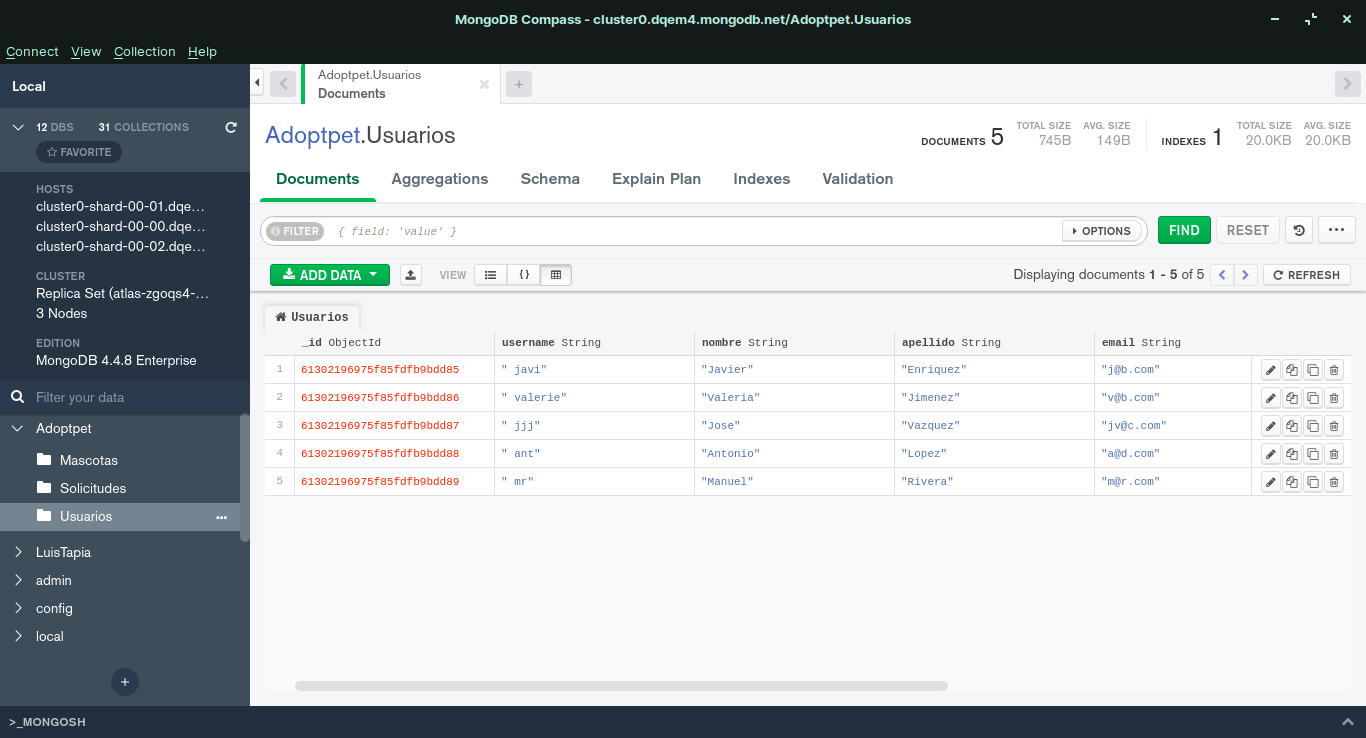 MongoDB Compass - cluster0.dqem4.mongodb.net/Adoptpet.Usuarios
Connect View Collection Help
Local
12 DBS 31 COLLECTIONS
FAVORITE
HOSTS
cluster0-shard-00-01.dqe…
cluster0-shard-00-00.dqe…
cluster0-shard-00-02.dqe…
CLUSTER
Replica Set (atlas-zgoqs4-…
3 Nodes
EDITION
MongoDB 4.4.8 Enterprise
Filter your data
Adoptpet
Mascotas
Solicitudes
Usuarios
LuisTapia
admin
config
local
Adoptpet.Usuarios
Documents
Adoptpet.Usuarios
DOCUMENTS 5 TOTAL SIZE 745B AVG. SIZE 149B INDEXES 1 TOTAL SIZE 20.0KB AVG. SIZE 20.0KB
Documents Aggregations Schema Explain Plan Indexes Validation
FILTER { field: 'value' } OPTIONS FIND RESET
ADD DATA VIEW { } Displaying documents 1 - 5 of 5 REFRESH
Usuarios
_id ObjectId username String nombre String apellido String email String
1 61302196975f85fdfb9bdd85 " javi" "Javier" "Enriquez" "j@b.com"
2 61302196975f85fdfb9bdd86 " valerie" "Valeria" "Jimenez" "v@b.com"
3 61302196975f85fdfb9bdd87 " jjj" "Jose" "Vazquez" "jv@c.com"
4 61302196975f85fdfb9bdd88 " ant" "Antonio" "Lopez" "a@d.com"
5 61302196975f85fdfb9bdd89 " mr" "Manuel" "Rivera" "m@r.com"
>_MONGOSH